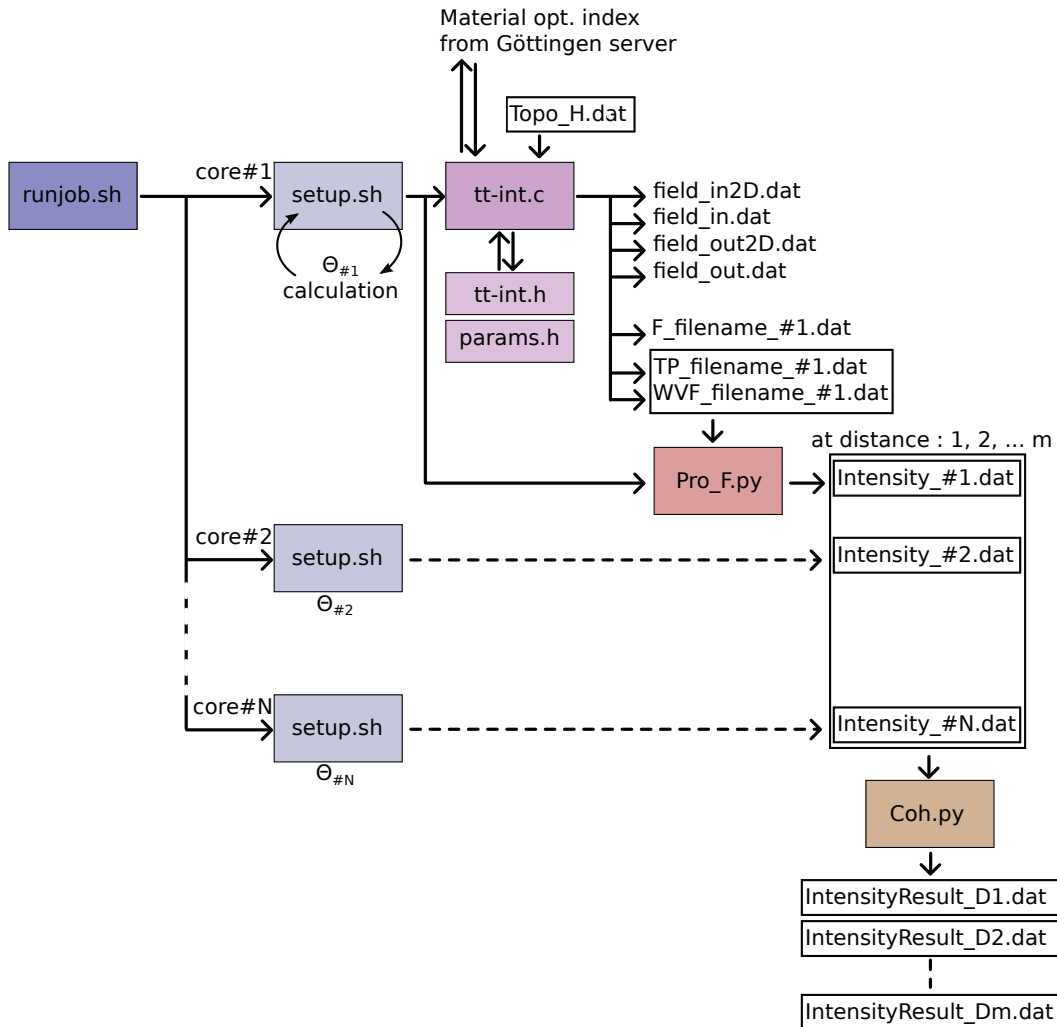 Material opt. index
from Göttingen server
Topo_H.dat
runjob.sh
core#1
setup.sh
Θ#1
calculation
tt-int.c
tt-int.h
params.h
field_in2D.dat
field_in.dat
field_out2D.dat
field_out.dat
F_filename_#1.dat
TP_filename_#1.dat
WVF_filename_#1.dat
Pro_F.py
at distance : 1, 2, ... m
Intensity_#1.dat
core#2
setup.sh
Θ#2
Intensity_#2.dat
core#N
setup.sh
Θ#N
Intensity_#N.dat
Coh.py
IntensityResult_D1.dat
IntensityResult_D2.dat
IntensityResult_Dm.dat